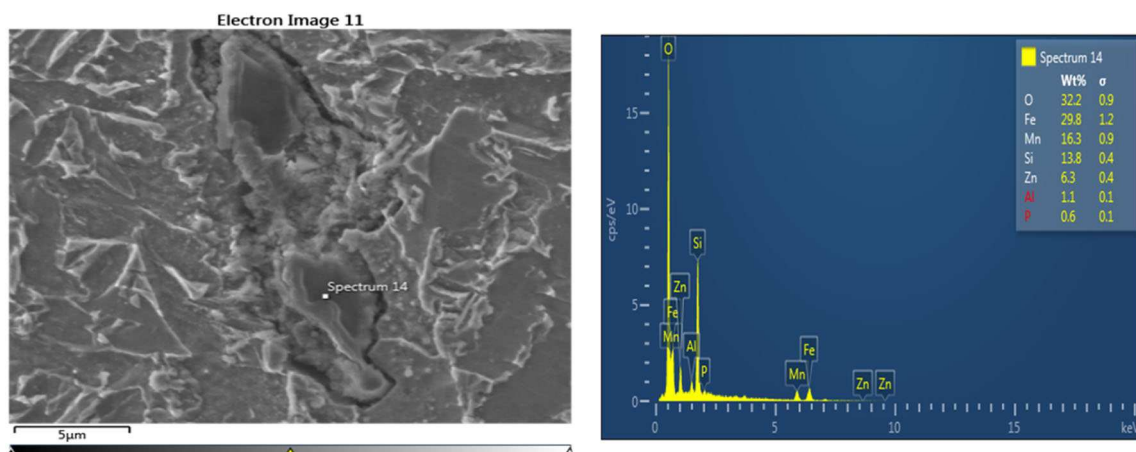 Electron Image 11
Spectrum 14
5µm
cps/eV
15
10
5
0
O
Zn
Fe
Mn
Al
Si
P
Mn
Fe
Zn
Zn
0
5
10
15
keV
Spectrum 14
Wt% σ
O 32.2 0.9
Fe 29.8 1.2
Mn 16.3 0.9
Si 13.8 0.4
Zn 6.3 0.4
Al 1.1 0.1
P 0.6 0.1